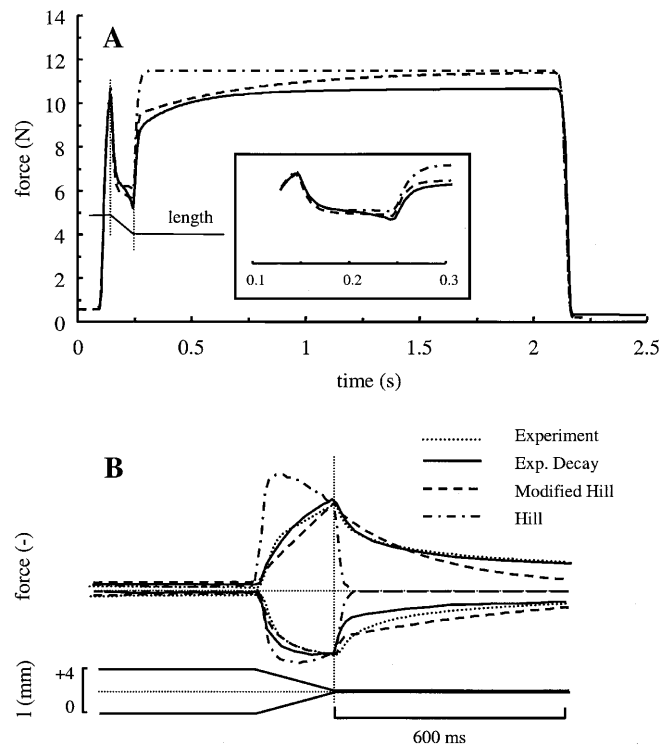 14
12
10
8
6
4
2
0
force (N)
A
length
0.1
0.2
0.3
0
0.5
1
1.5
2
2.5
time (s)
B
Experiment
Exp. Decay
Modified Hill
Hill
force (-)
l (mm)
+4
0
600 ms